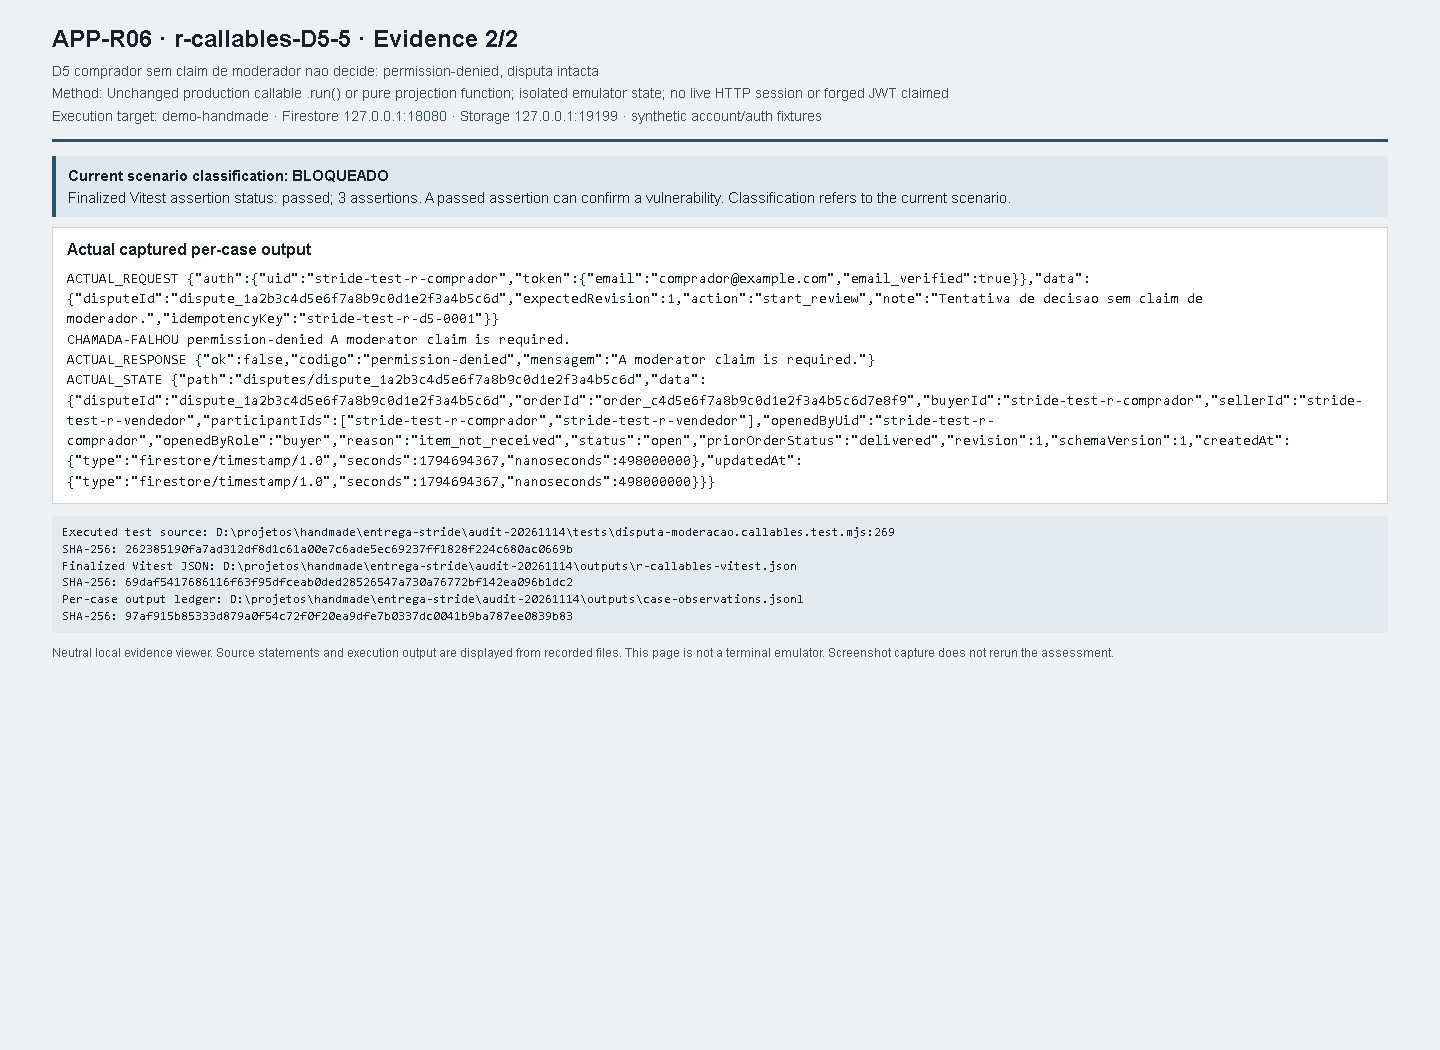 APP-R06 · r-callables-D5-5 · Evidence 2/2
D5 comprador sem claim de moderador nao decide: permission-denied, disputa intacta
Method: Unchanged production callable .run() or pure projection function; isolated emulator state; no live HTTP session or forged JWT claimed
Execution target: demo-handmade · Firestore 127.0.0.1:18080 · Storage 127.0.0.1:19199 · synthetic account/auth fixtures
Current scenario classification: BLOQUEADO
Finalized Vitest assertion status: passed; 3 assertions. A passed assertion can confirm a vulnerability. Classification refers to the current scenario.
Actual captured per-case output
ACTUAL_REQUEST {"auth":{"uid":"stride-test-r-comprador","token":{"email":"comprador@example.com","email_verified":true}},"data":
{"disputeId":"dispute_1a2b3c4d5e6f7a8b9c0d1e2f3a4b5c6d","expectedRevision":1,"action":"start_review","note":"Tentativa de decisao sem claim de
moderador.","idempotencyKey":"stride-test-r-d5-0001"}}
CHAMADA-FALHOU permission-denied A moderator claim is required.
ACTUAL_RESPONSE {"ok":false,"codigo":"permission-denied","mensagem":"A moderator claim is required."}
ACTUAL_STATE {"path":"disputes/dispute_1a2b3c4d5e6f7a8b9c0d1e2f3a4b5c6d","data":
{"disputeId":"dispute_1a2b3c4d5e6f7a8b9c0d1e2f3a4b5c6d","orderId":"order_c4d5e6f7a8b9c0d1e2f3a4b5c6d7e8f9","buyerId":"stride-test-r-comprador","sellerId":"stride-
test-r-vendedor","participantIds":["stride-test-r-comprador","stride-test-r-vendedor"],"openedByUid":"stride-test-r-
comprador","openedByRole":"buyer","reason":"item_not_received","status":"open","priorOrderStatus":"delivered","revision":1,"schemaVersion":1,"createdAt":
{"type":"firestore/timestamp/1.0","seconds":1794694367,"nanoseconds":498000000},"updatedAt":
{"type":"firestore/timestamp/1.0","seconds":1794694367,"nanoseconds":498000000}}}
Executed test source: D:\projetos\handmade\entrega-stride\audit-20261114\tests\disputa-moderacao.callables.test.mjs:269
SHA-256: 262385190fa7ad312df8d1c61a00e7c6ade5ec69237ff1828f224c680ac0669b
Finalized Vitest JSON: D:\projetos\handmade\entrega-stride\audit-20261114\outputs\r-callables-vitest.json
SHA-256: 69daf5417686116f63f95dfceab0ded28526547a730a76772bf142ea096b1dc2
Per-case output ledger: D:\projetos\handmade\entrega-stride\audit-20261114\outputs\case-observations.jsonl
SHA-256: 97af915b85333d879a0f54c72f0f20ea9dfe7b0337dc0041b9ba787ee0839b83
Neutral local evidence viewer. Source statements and execution output are displayed from recorded files. This page is not a terminal emulator. Screenshot capture does not rerun the assessment.